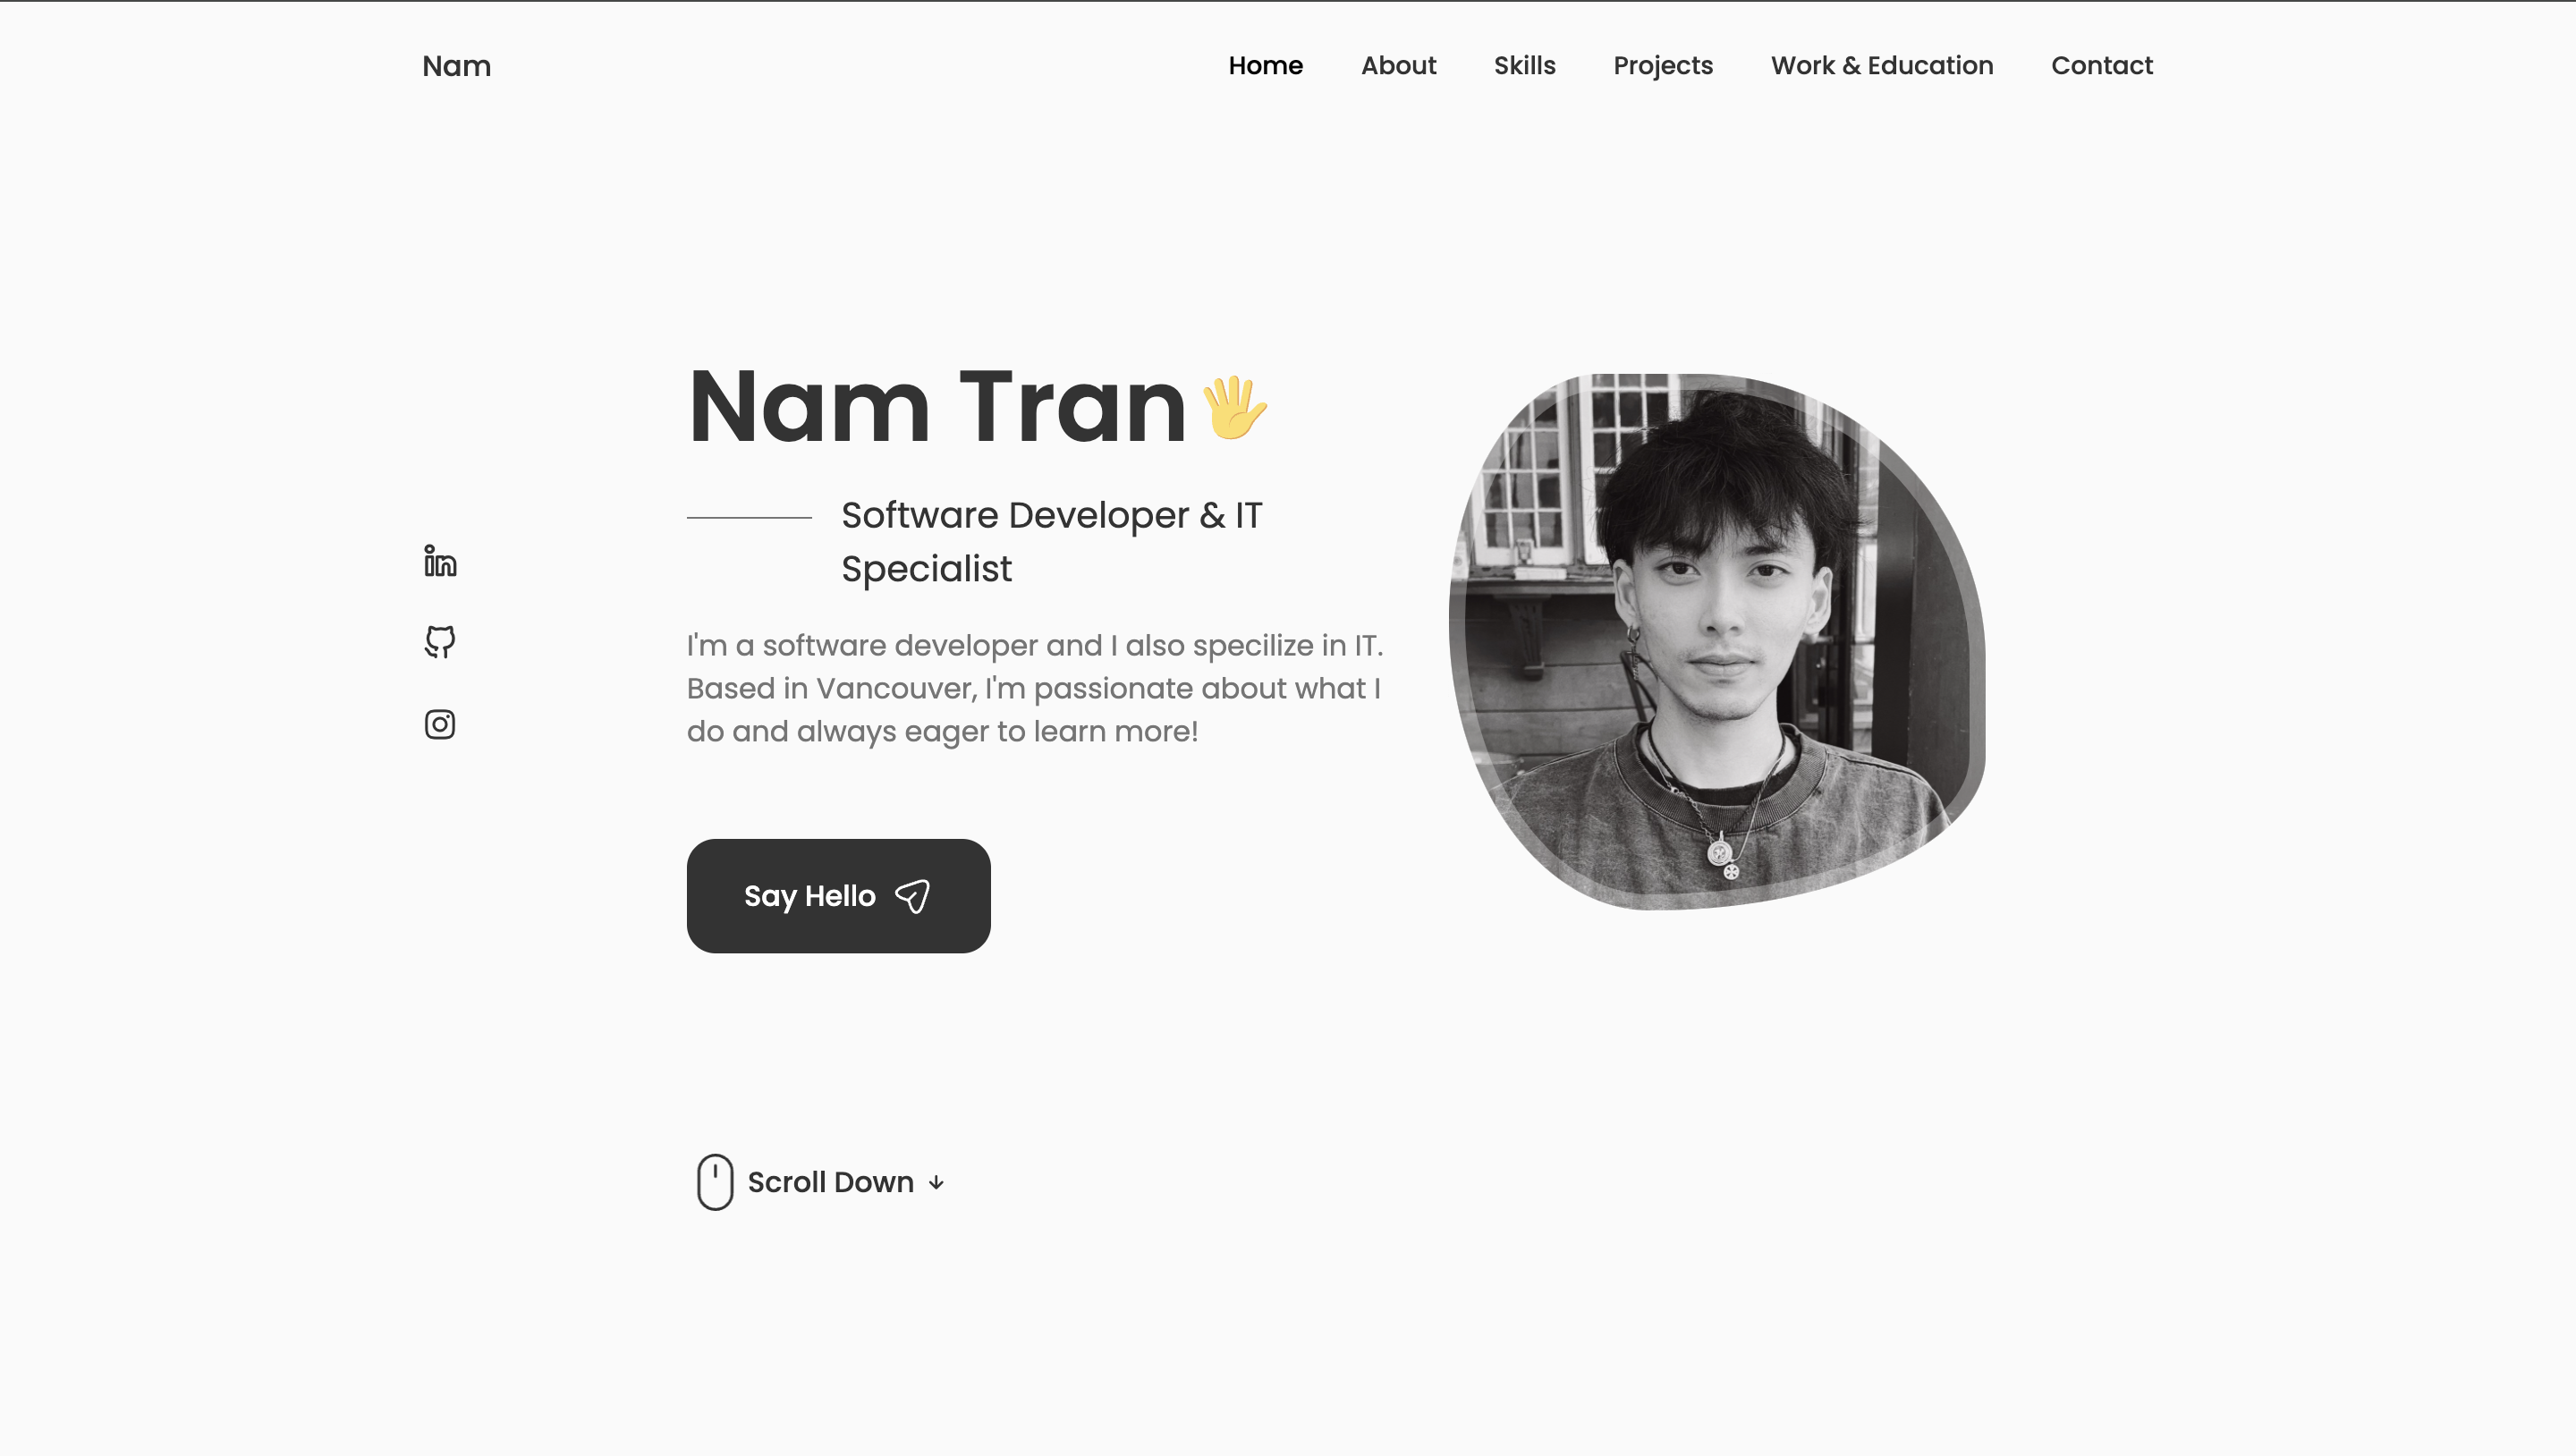 Nam
Home About Skills Projects Work & Education Contact
Nam Tran
Software Developer & IT
Specialist
I'm a software developer and I also specilize in IT.
Based in Vancouver, I'm passionate about what I
do and always eager to learn more!
Say Hello
Scroll Down